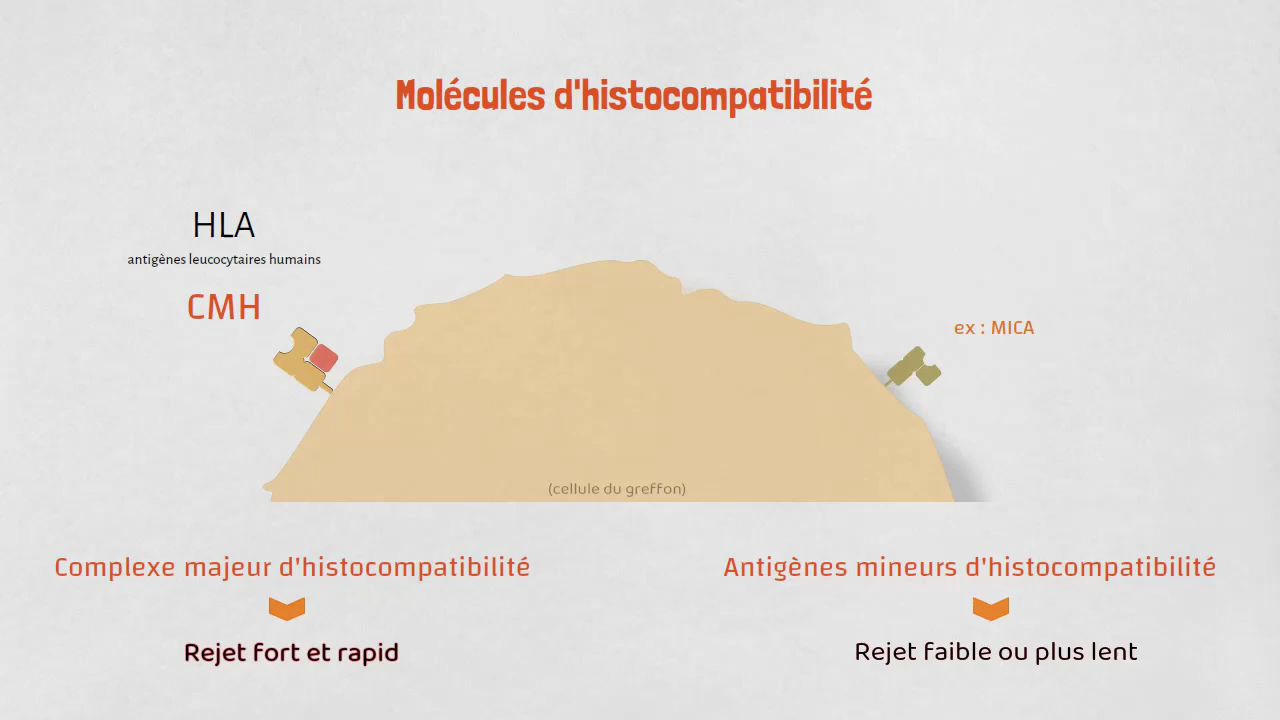 Molécules d'histocompatibilité
HLA
antigènes leucocytaires humains
CMH
ex : MICA
(cellule du greffon)
Complexe majeur d'histocompatibilité
Antigènes mineurs d'histocompatibilité
Rejet fort et rapid
Rejet faible ou plus lent